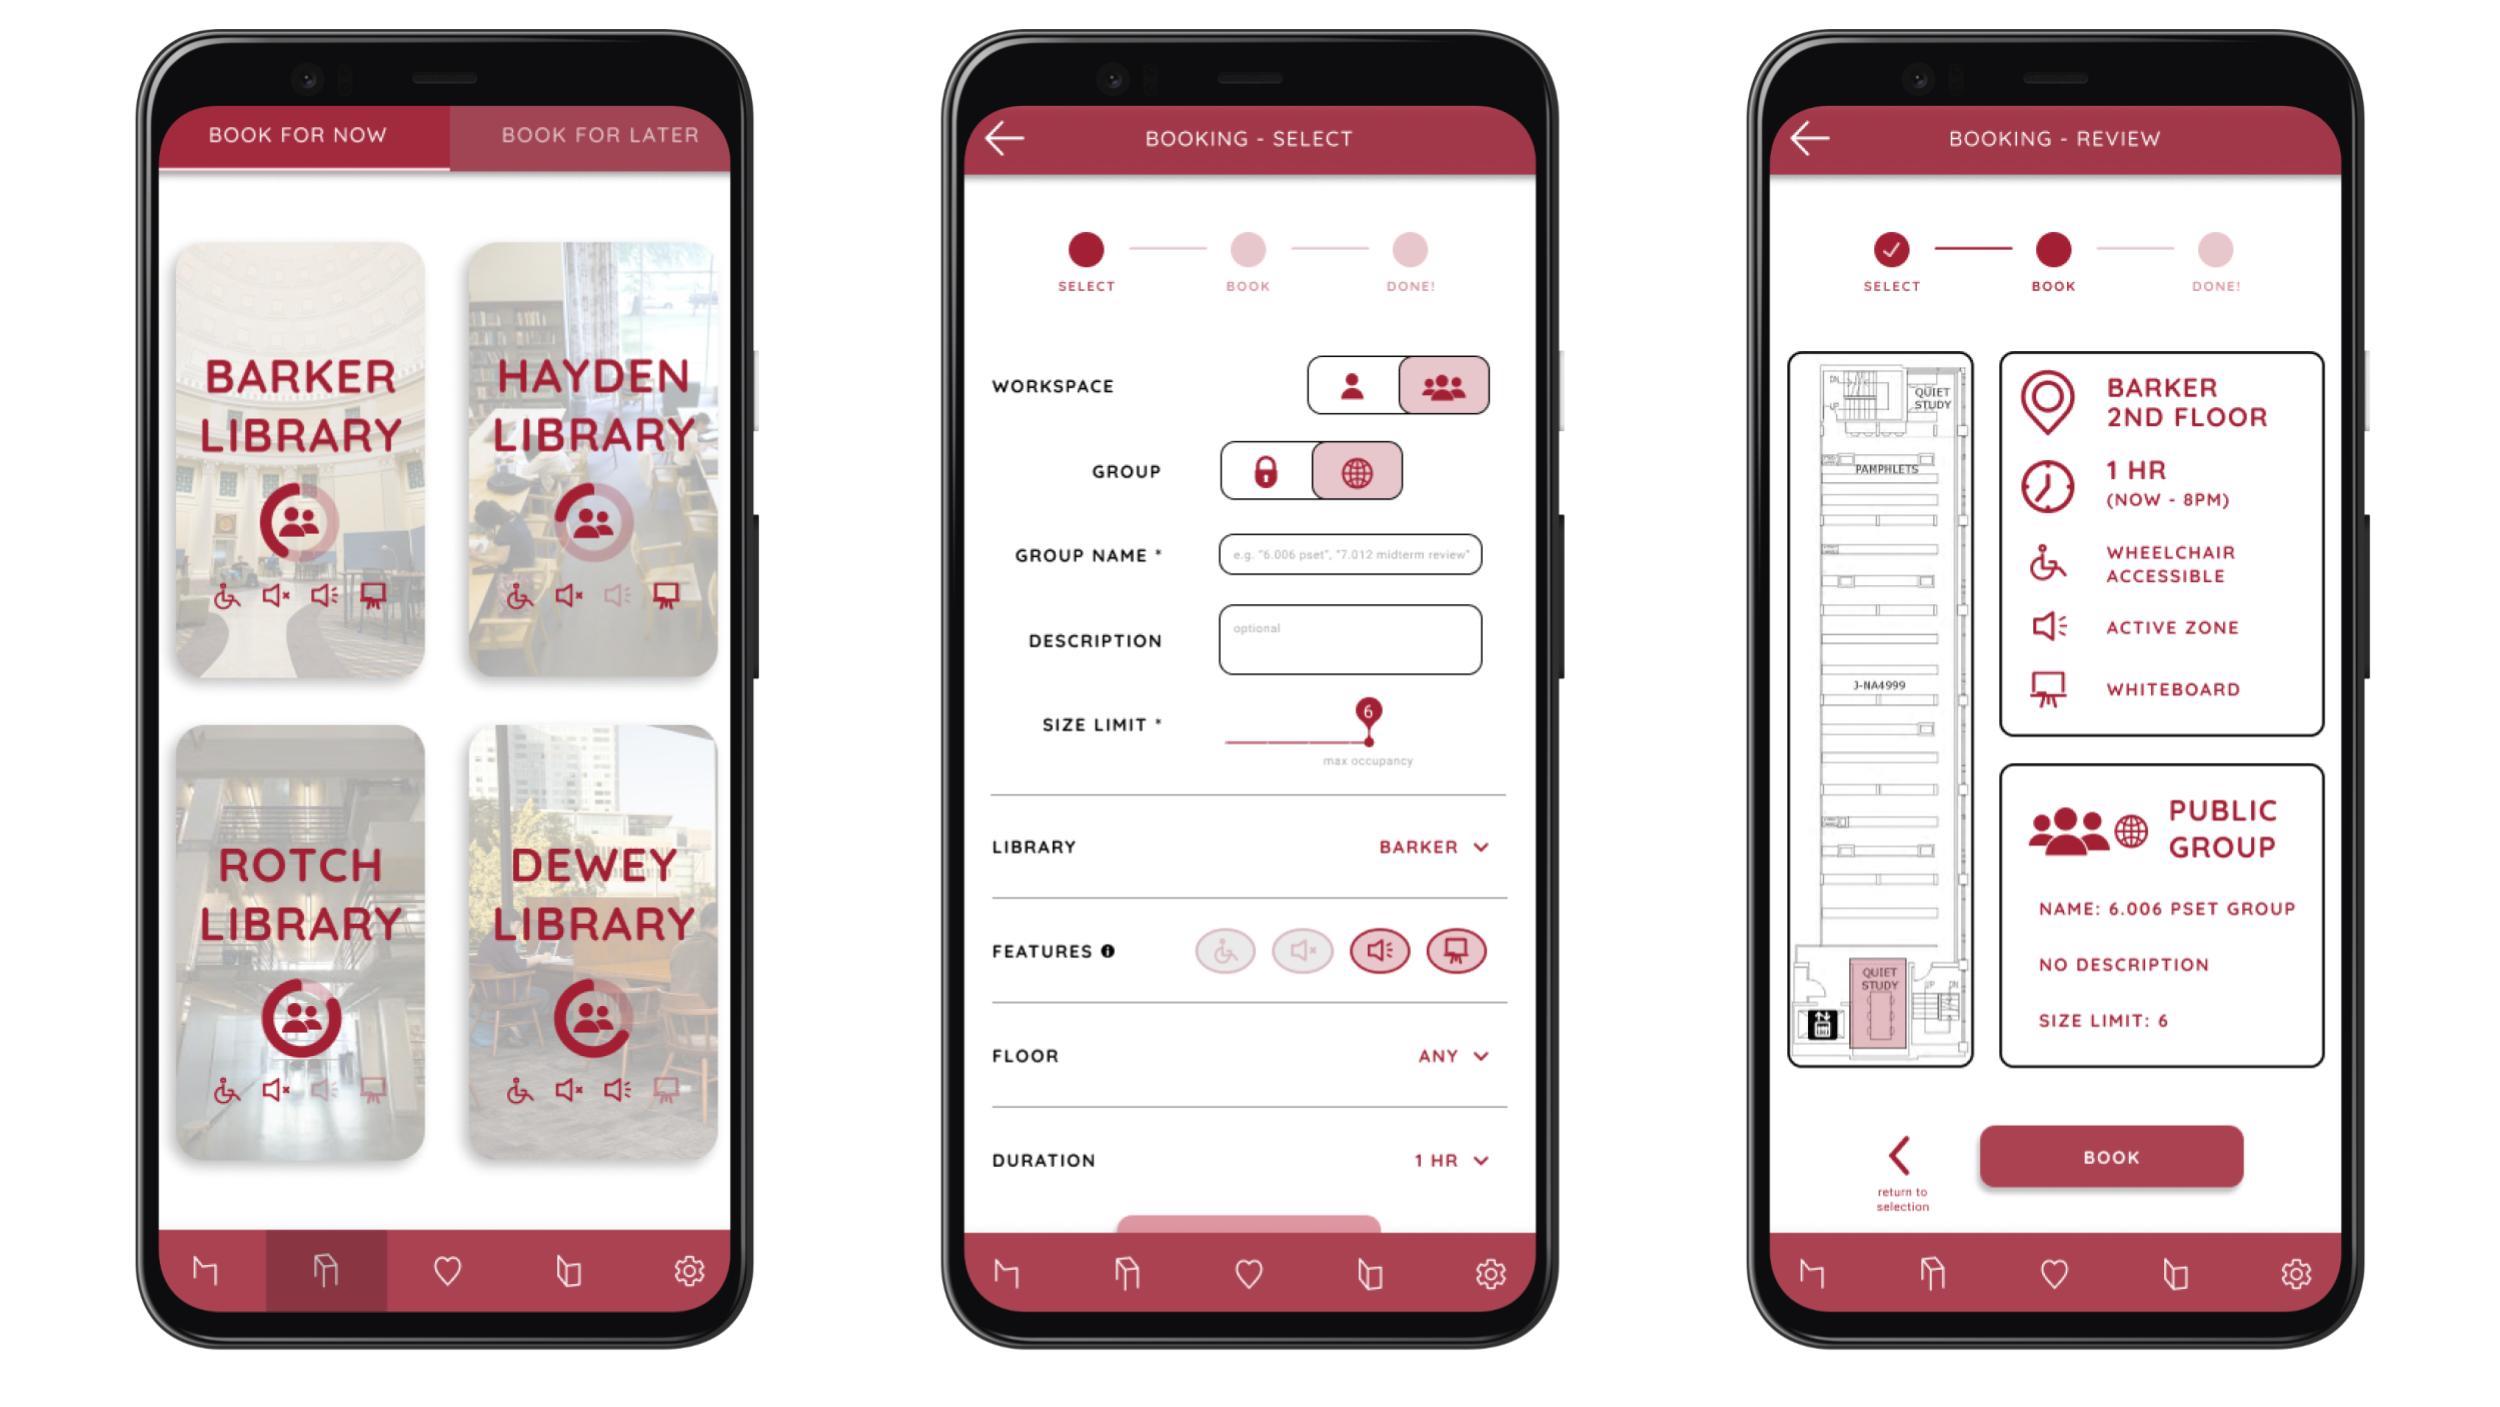 BOOK FOR NOW
BOOK FOR LATER
BARKER
LIBRARY
HAYDEN
LIBRARY
ROTCH
LIBRARY
DEWEY
LIBRARY
BOOKING - SELECT
SELECT
BOOK
DONE!
WORKSPACE
GROUP
GROUP NAME *
e.g. "6.006 pset", "7.012 midterm review"
DESCRIPTION
optional
SIZE LIMIT *
6
max occupancy
LIBRARY
BARKER
FEATURES
FLOOR
ANY
DURATION
1 HR
BOOKING - REVIEW
SELECT
BOOK
DONE!
DN
UP
QUIET
STUDY
PAMPHLETS
J-NA4999
QUIET
STUDY
UP
DN
BARKER
2ND FLOOR
1 HR
(NOW - 8PM)
WHEELCHAIR
ACCESSIBLE
ACTIVE ZONE
WHITEBOARD
PUBLIC
GROUP
NAME: 6.006 PSET GROUP
NO DESCRIPTION
SIZE LIMIT: 6
return to
selection
BOOK